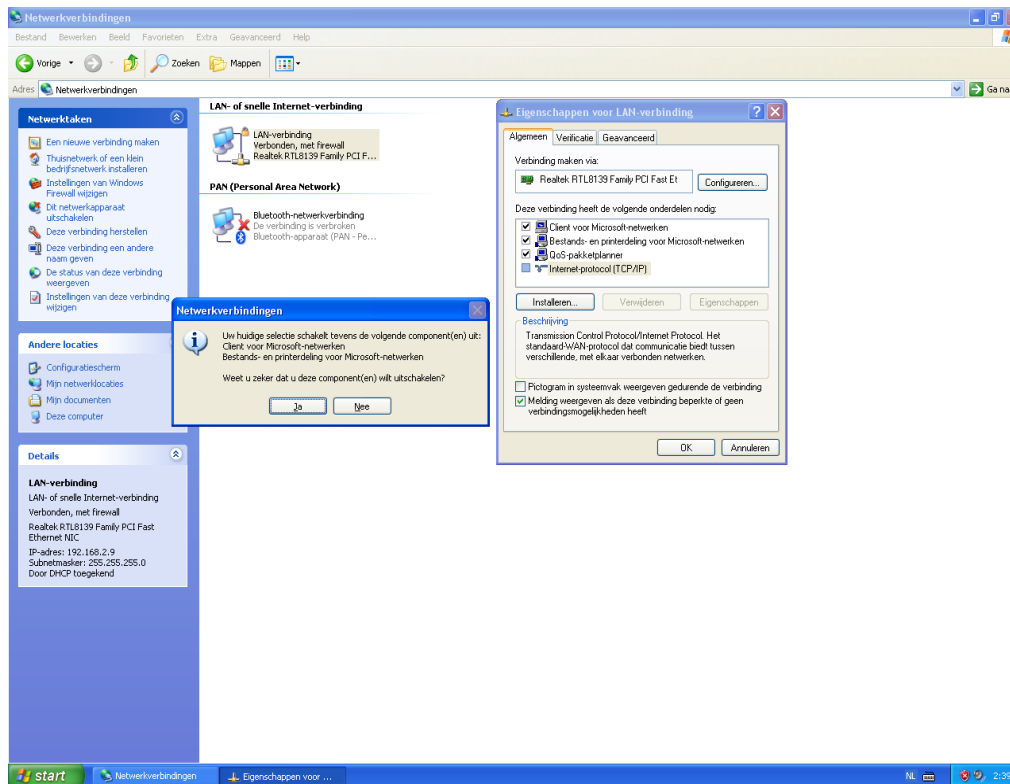 Netwerkverbindingen
Bestand Bewerken Beeld Favorieten Extra Geavanceerd Help
Vorige Zoeken Mappen
Adres Netwerkverbindingen Ga na
Netwerktaken
Een nieuwe verbinding maken
Thuisnetwerk of een klein
bedrijfsnetwerk installeren
Instellingen van Windows
Firewall wijzigen
Dit netwerkapparaat
uitschakelen
Deze verbinding herstellen
Deze verbinding een andere
naam geven
De status van deze verbinding
weergeven
Instellingen van deze verbinding
wijzigen
Andere locaties
Configuratiescherm
Mijn netwerklocaties
Mijn documenten
Deze computer
Details
LAN-verbinding
LAN- of snelle Internet-verbinding
Verbonden, met firewall
Realtek RTL8139 Family PCI Fast
Ethernet NIC
IP-adres: 192.168.2.9
Subnetmasker: 255.255.255.0
Door DHCP toegekend
LAN- of snelle Internet-verbinding
LAN-verbinding
Verbonden, met firewall
Realtek RTL8139 Family PCI F...
PAN (Personal Area Network)
Bluetooth-netwerkverbinding
De verbinding is verbroken
Bluetooth-apparaat (PAN - Pe...
Netwerkverbindingen
Uw huidige selectie schakelt tevens de volgende component(en) uit:
Client voor Microsoft-netwerken
Bestands- en printerdeling voor Microsoft-netwerken
Weet u zeker dat u deze component(en) wilt uitschakelen?
Ja Nee
Eigenschappen voor LAN-verbinding
Algemeen Verificatie Geavanceerd
Verbinding maken via:
Realtek RTL8139 Family PCI Fast Et Configureren...
Deze verbinding heeft de volgende onderdelen nodig:
Client voor Microsoft-netwerken
Bestands- en printerdeling voor Microsoft-netwerken
QoS-pakketplanner
Internet-protocol (TCP/IP)
Installeren... Verwijderen Eigenschappen
Beschrijving
Transmission Control Protocol/Internet Protocol. Het
standaard-WAN-protocol dat communicatie biedt tussen
verschillende, met elkaar verbonden netwerken.
Pictogram in systeemvak weergeven gedurende de verbinding
Melding weergeven als deze verbinding beperkte of geen
verbindingsmogelijkheden heeft
OK Annuleren
start Netwerkverbindingen Eigenschappen voor ... NL 2:39